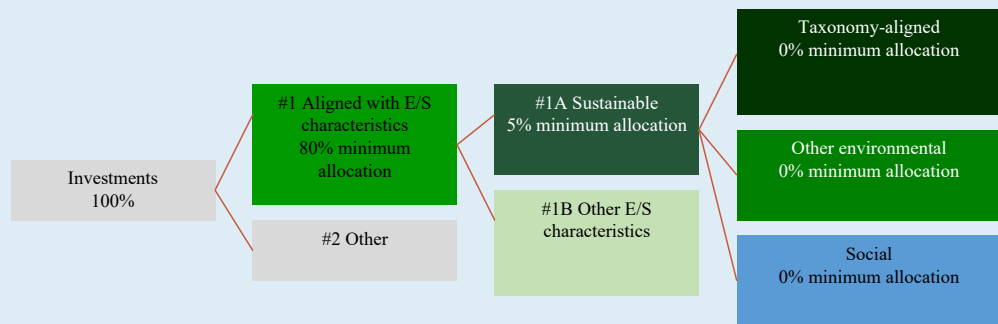 Investments
100%
#1 Aligned with E/S
characteristics
80% minimum
allocation
#2 Other
#1A Sustainable
5% minimum allocation
#1B Other E/S
characteristics
Taxonomy-aligned
0% minimum allocation
Other environmental
0% minimum allocation
Social
0% minimum allocation